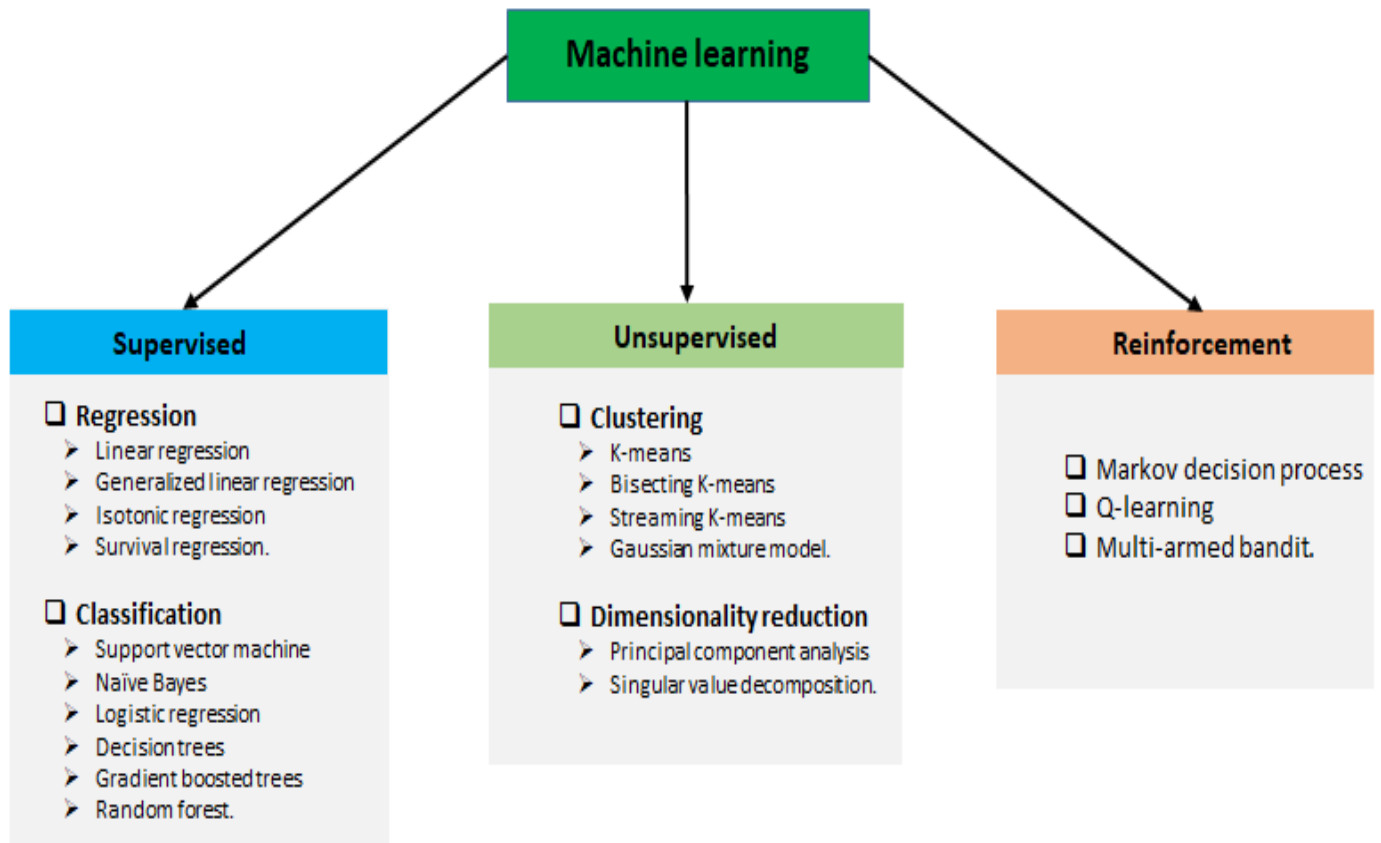 Machine learning
Supervised
Regression
Linear regression
Generalized linear regression
Isotonic regression
Survival regression.
Classification
Support vector machine
Naïve Bayes
Logistic regression
Decision trees
Gradient boosted trees
Random forest.
Unsupervised
Clustering
K-means
Bisecting K-means
Streaming K-means
Gaussian mixture model.
Dimensionality reduction
Principal component analysis
Singular value decomposition.
Reinforcement
Markov decision process
Q-learning
Multi-armed bandit.